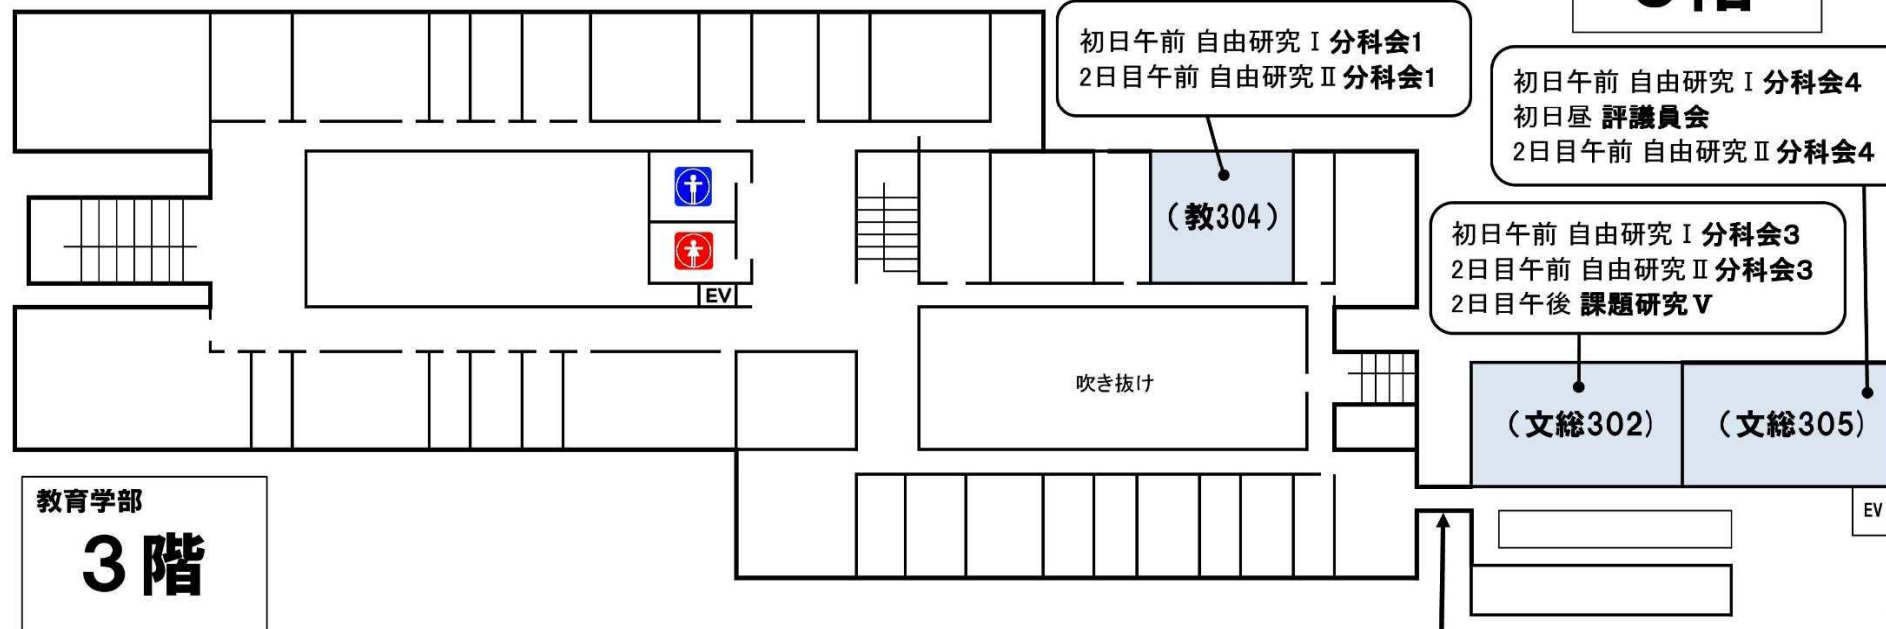 初日午前 自由研究Ⅰ 分科会1
2日目午前 自由研究Ⅱ 分科会1
初日午前 自由研究Ⅰ 分科会4
初日昼 評議員会
2日目午前 自由研究Ⅱ 分科会4
（教304）
初日午前 自由研究Ⅰ 分科会3
2日目午前 自由研究Ⅱ 分科会3
2日目午後 課題研究Ⅴ
EV
吹き抜け
（文総302）
（文総305）
教育学部
3階
EV